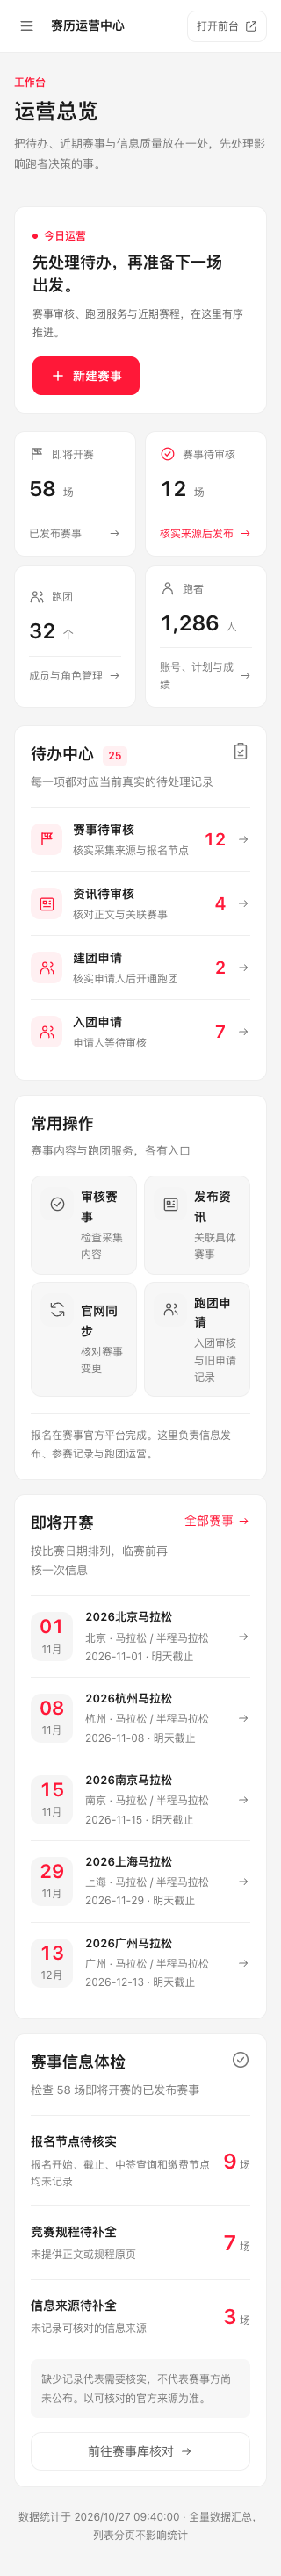 赛历运营中心
打开前台
工作台
运营总览
把待办、近期赛事与信息质量放在一处，先处理影
响跑者决策的事。
今日运营
先处理待办，再准备下一场
出发。
赛事审核、跑团服务与近期赛程，在这里有序
推进。
新建赛事
即将开赛
58 场
已发布赛事
赛事待审核
12 场
核实来源后发布
跑团
32 个
成员与角色管理
跑者
1,286 人
账号、计划与成
绩
待办中心 25
每一项都对应当前真实的待处理记录
赛事待审核
核实采集来源与报名节点
12
资讯待审核
核对正文与关联赛事
4
建团申请
核实申请人后开通跑团
2
入团申请
申请人等待审核
7
常用操作
赛事内容与跑团服务，各有入口
审核赛
事
检查采集
内容
发布资
讯
关联具体
赛事
官网同
步
核对赛事
变更
跑团申
请
入团审核
与旧申请
记录
报名在赛事官方平台完成。这里负责信息发
布、参赛记录与跑团运营。
即将开赛
全部赛事
按比赛日期排列，临赛前再
核一次信息
01
11月
2026北京马拉松
北京 · 马拉松 / 半程马拉松
2026-11-01 · 明天截止
08
11月
2026杭州马拉松
杭州 · 马拉松 / 半程马拉松
2026-11-08 · 明天截止
15
11月
2026南京马拉松
南京 · 马拉松 / 半程马拉松
2026-11-15 · 明天截止
29
11月
2026上海马拉松
上海 · 马拉松 / 半程马拉松
2026-11-29 · 明天截止
13
12月
2026广州马拉松
广州 · 马拉松 / 半程马拉松
2026-12-13 · 明天截止
赛事信息体检
检查 58 场即将开赛的已发布赛事
报名节点待核实
报名开始、截止、中签查询和缴费节点
均未记录
9 场
竞赛规程待补全
未提供正文或规程原页
7 场
信息来源待补全
未记录可核对的信息来源
3 场
缺少记录代表需要核实，不代表赛事方尚
未公布。以可核对的官方来源为准。
前往赛事库核对
数据统计于 2026/10/27 09:40:00 · 全量数据汇总，
列表分页不影响统计